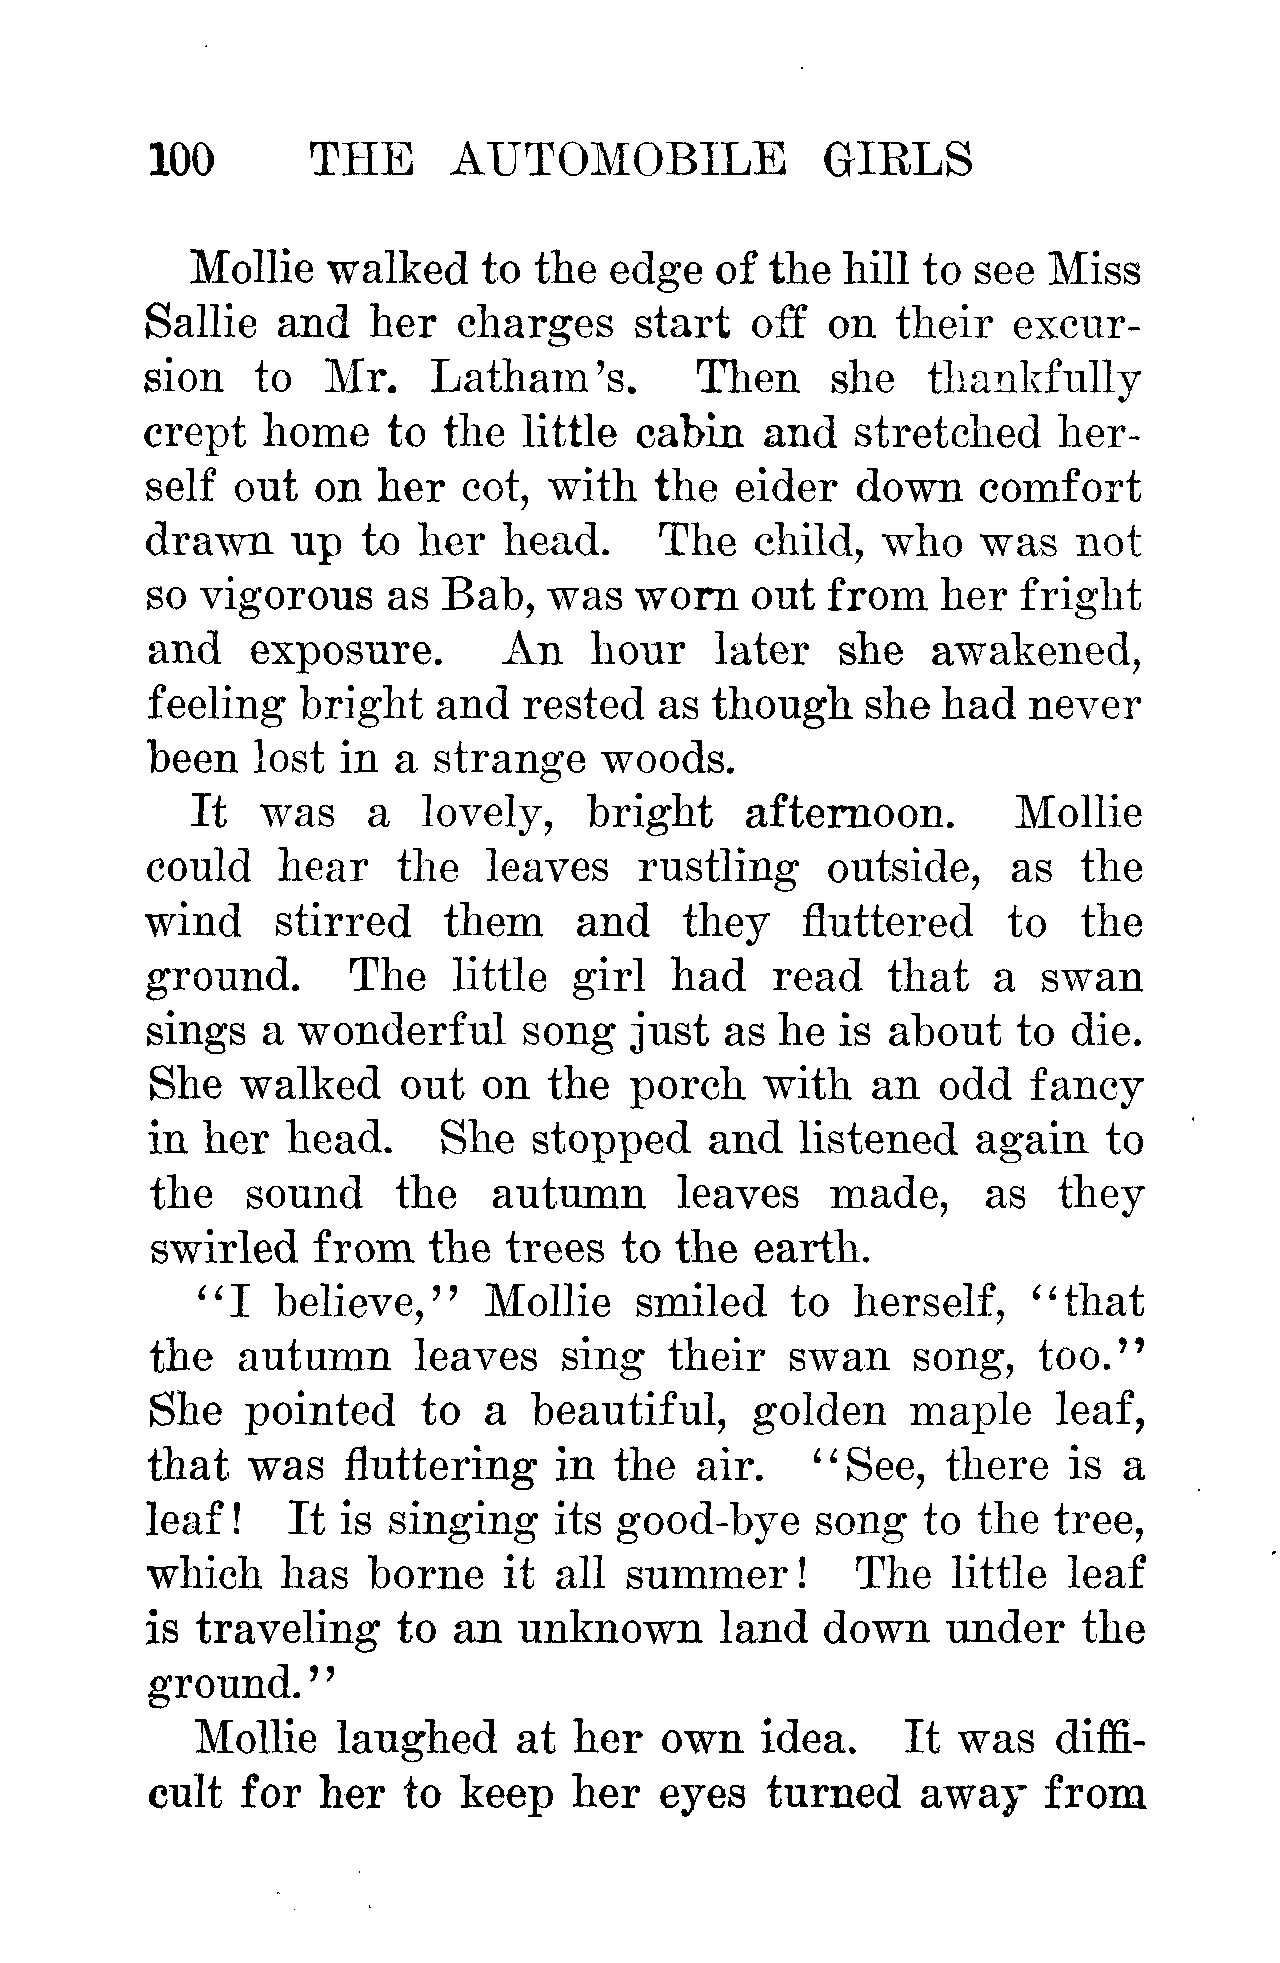 100 THE AUTOMOBILE GIRLS
Mollie walked to the edge of the hill to see Miss
Sallie and her charges start off on their excur-
sion to Mr. Latham's. Then she thankfully
crept home to the little cabin and stretched her-
self out on her cot, with the eider down comfort
drawn up to her head. The child, who was not
so vigorous as Bab, was worn out from her fright
and exposure. An hour later she awakened,
feeling bright and rested as though she had never
been lost in a strange woods.
It was a lovely, bright afternoon. Mollie
could hear the leaves rustling outside, as the
wind stirred them and they fluttered to the
ground. The little girl had read that a swan
sings a wonderful song just as he is about to die.
She walked out on the porch with an odd fancy
in her head. She stopped and listened again to
the sound the autumn leaves made, as they
swirled from the trees to the earth.
"I believe," Mollie smiled to herself, "that
the autumn leaves sing their swan song, too."
She pointed to a beautiful, golden maple leaf,
that was fluttering in the air. "See, there is a
leaf! It is singing its good-bye song to the tree,
which has borne it all summer! The little leaf
is traveling to an unknown land down under the
ground."
Mollie laughed at her own idea. It was diffi-
cult for her to keep her eyes turned away from